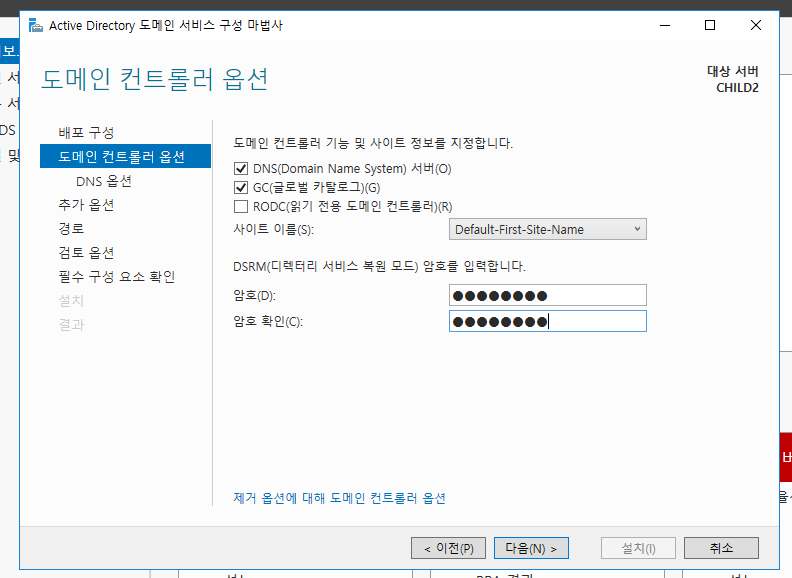 Active Directory 도메인 서비스 구성 마법사
도메인 컨트롤러 옵션
대상 서버
CHILD2
배포 구성
도메인 컨트롤러 옵션
DNS 옵션
추가 옵션
경로
검토 옵션
필수 구성 요소 확인
설치
결과
도메인 컨트롤러 기능 및 사이트 정보를 지정합니다.
DNS(Domain Name System) 서버(O)
GC(글로벌 카탈로그)(G)
RODC(읽기 전용 도메인 컨트롤러)(R)
사이트 이름(S):
Default-First-Site-Name
DSRM(디렉터리 서비스 복원 모드) 암호를 입력합니다.
암호(D):
●●●●●●●●
암호 확인(C):
●●●●●●●●
제거 옵션에 대해 도메인 컨트롤러 옵션
< 이전(P)
다음(N) >
설치(I)
취소